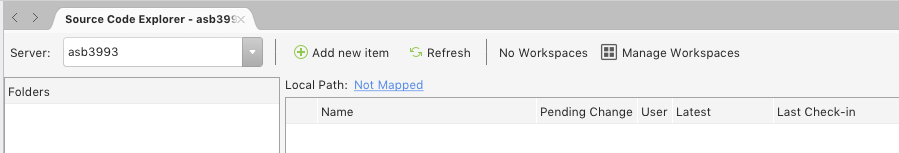 Source Code Explorer - asb399
Server: asb3993 Add new item Refresh No Workspaces Manage Workspaces
Folders
Local Path: Not Mapped
Name Pending Change User Latest Last Check-in